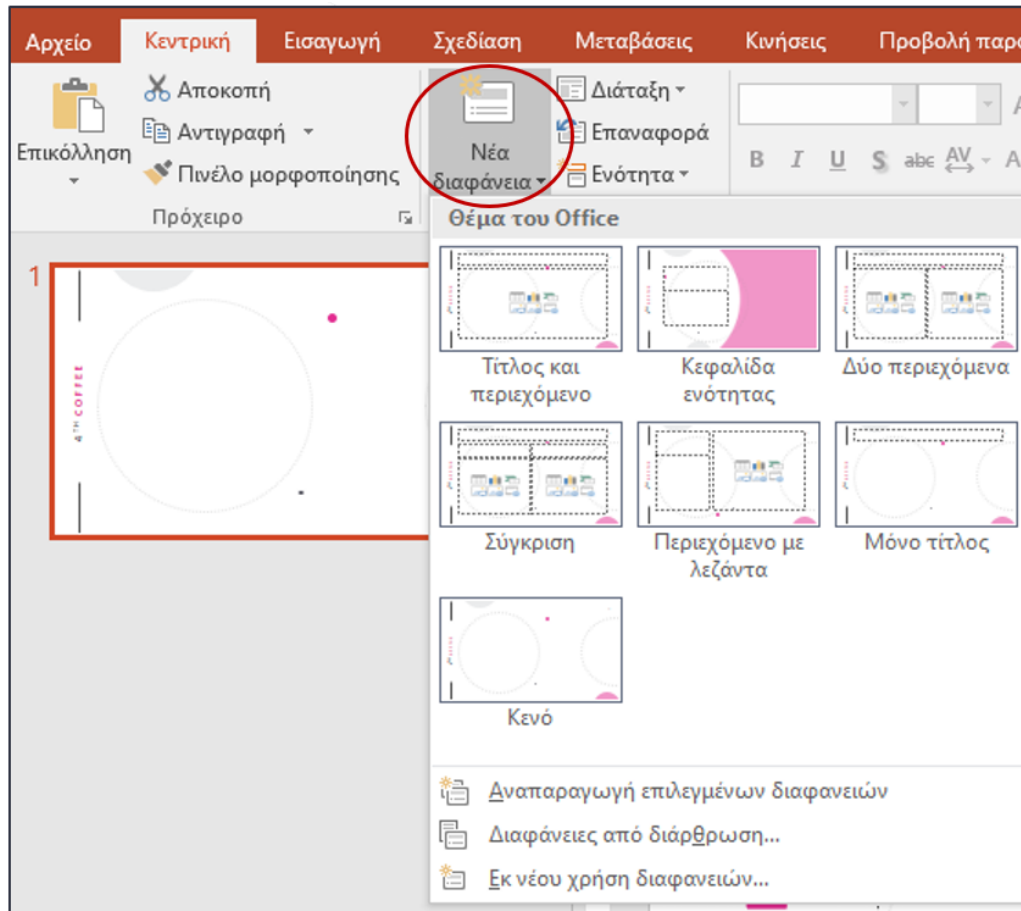 Αρχείο Κεντρική Εισαγωγή Σχεδίαση Μεταβάσεις Κινήσεις Προβολή
Επικόλληση
Αποκοπή
Αντιγραφή
Πινέλο μορφοποίησης
Πρόχειρο
Νέα
διαφάνεια
Διάταξη
Επαναφορά
Ενότητα
B I U S abc AV A
Θέμα του Office
1
4TH COFFEE
Τίτλος και
περιεχόμενο
Κεφαλίδα
ενότητας
Δύο περιεχόμενα
Σύγκριση
Περιεχόμενο με
λεζάντα
Μόνο τίτλος
Κενό
Αναπαραγωγή επιλεγμένων διαφανειών
Διαφάνειες από διάρθρωση...
Εκ νέου χρήση διαφανειών...